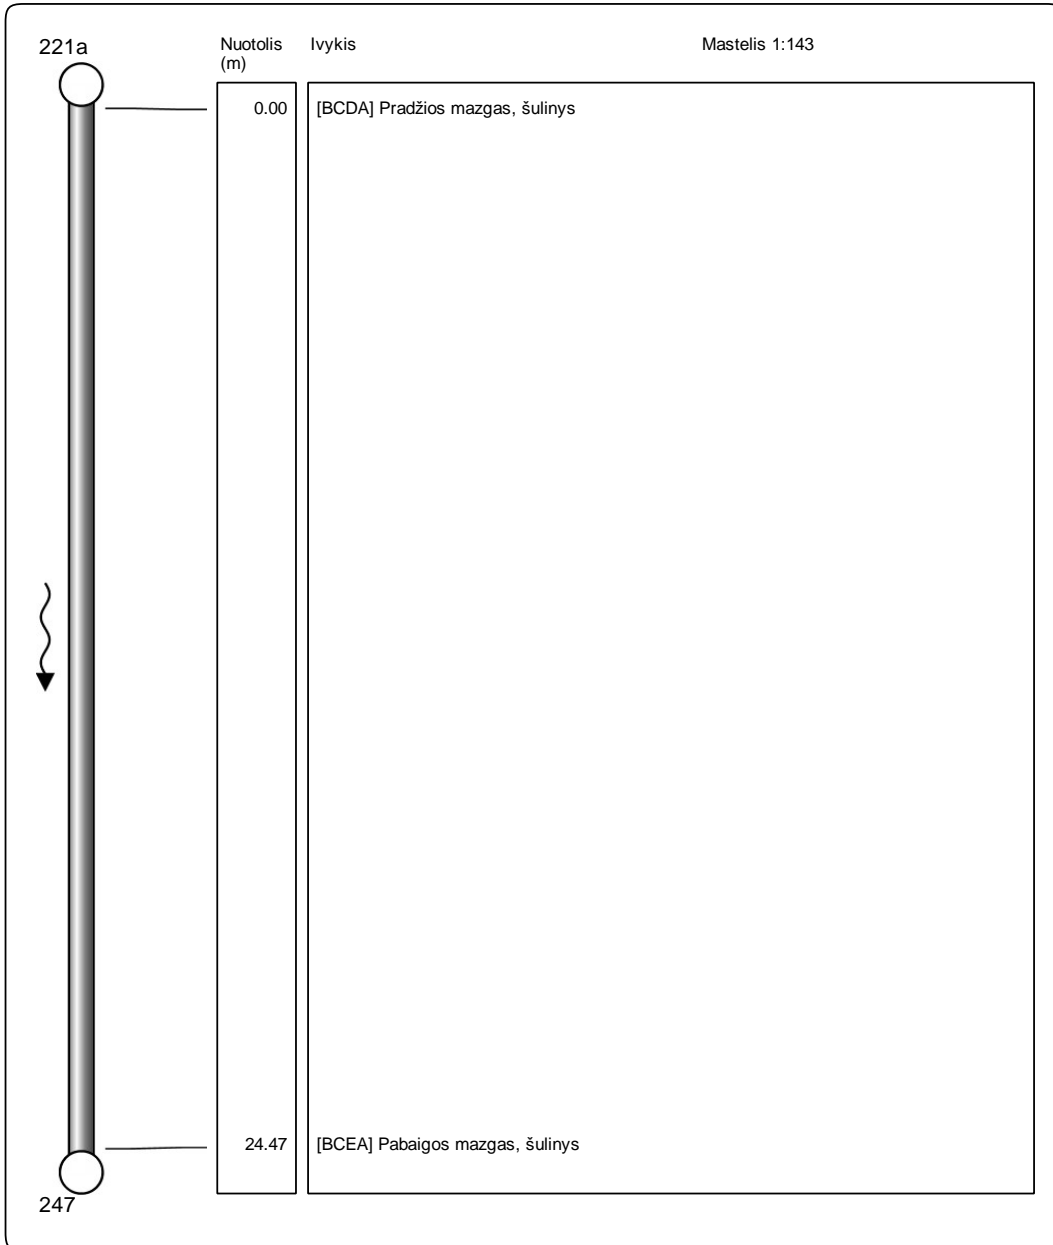 221a
Nuotolis Ivykis Mastelis 1:143
(m)
0.00 [BCDA] Pradžios mazgas, šulinys
24.47 [BCEA] Pabaigos mazgas, šulinys
247